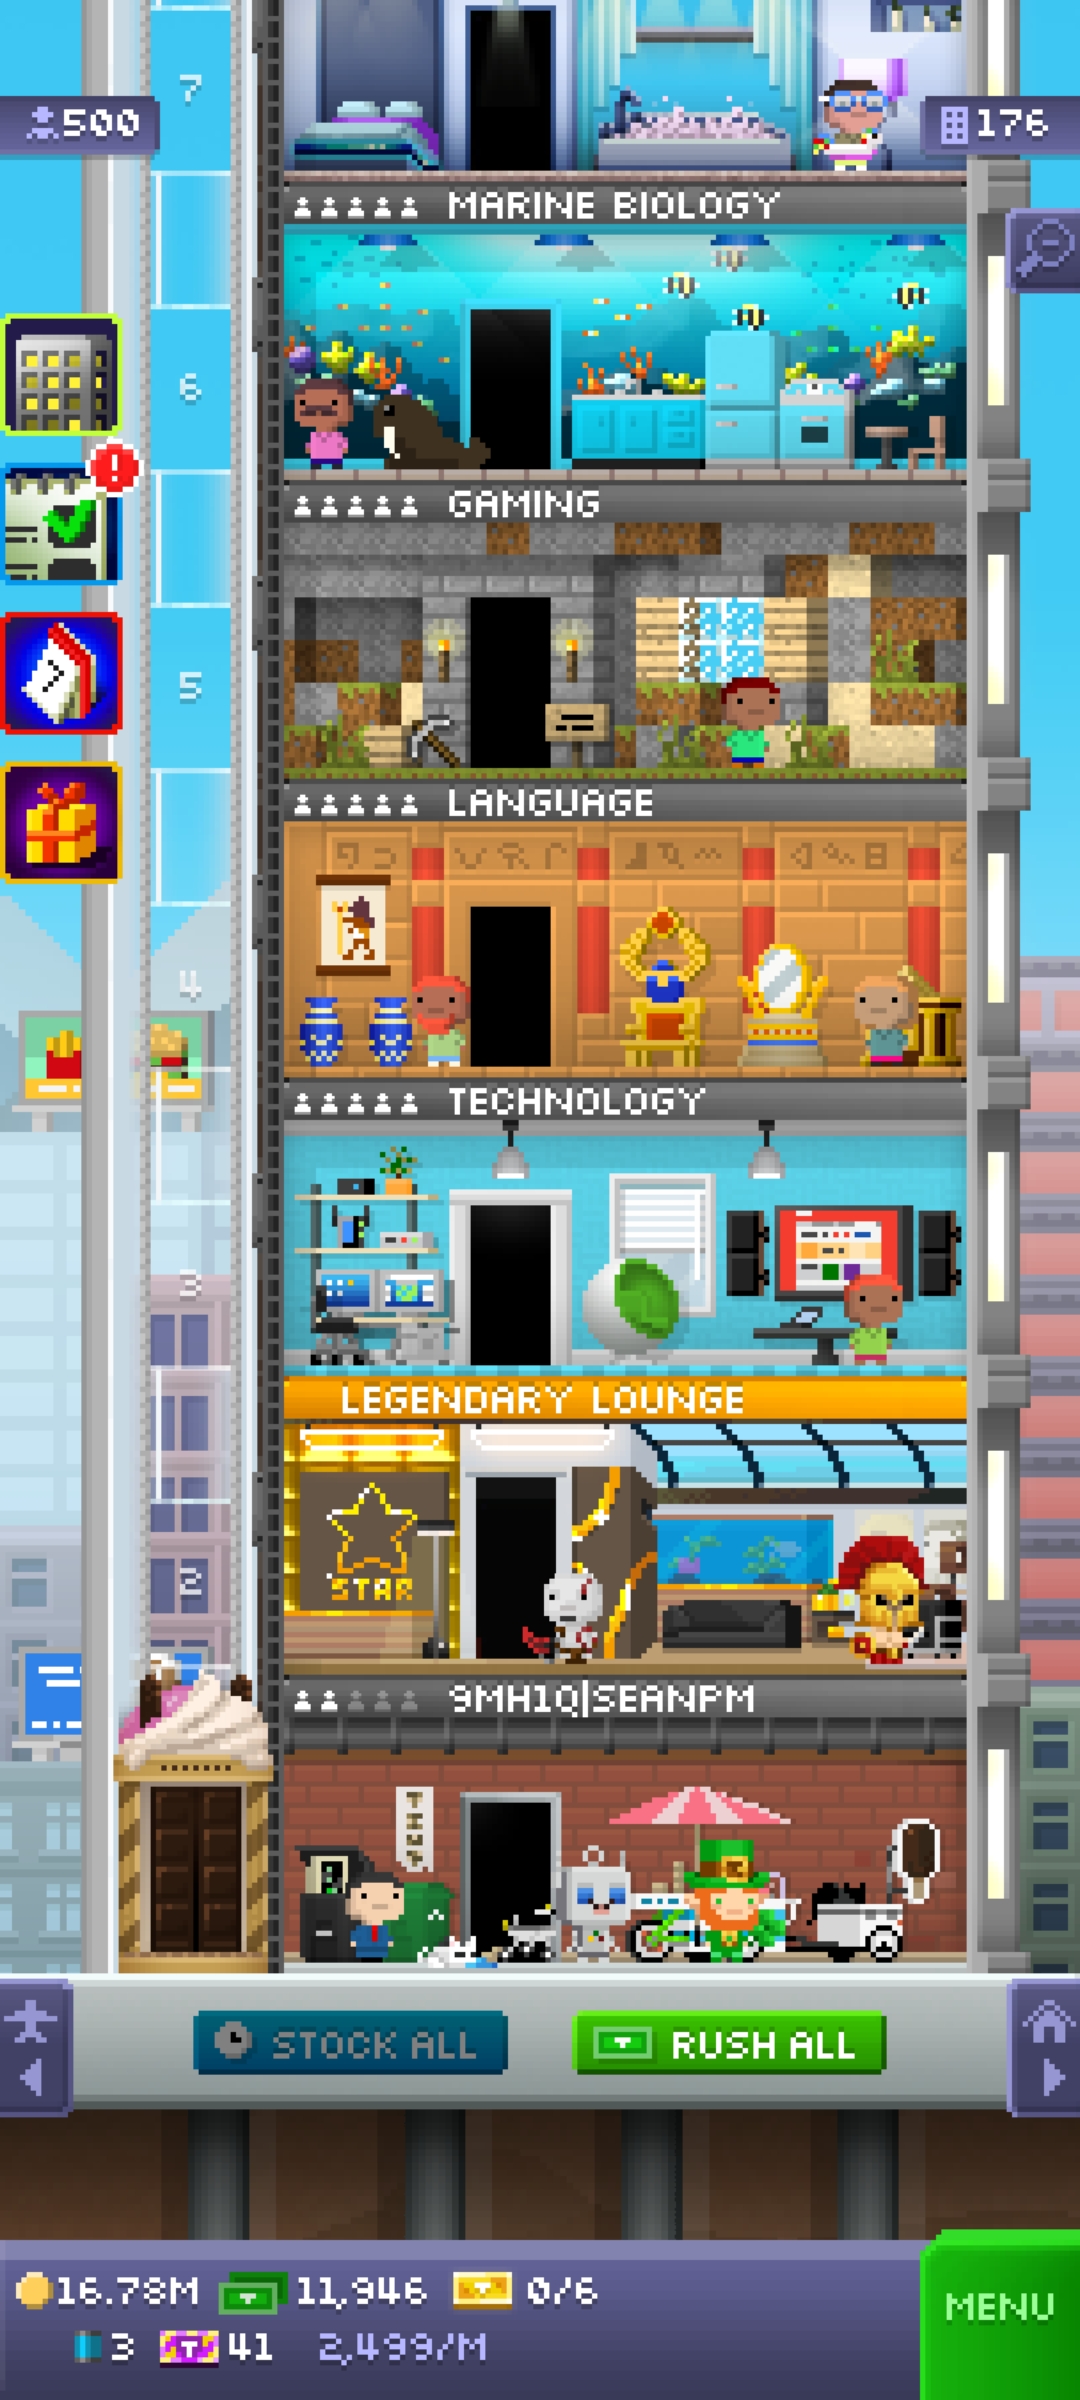 7
500
176
MARINE BIOLOGY
6
GAMING
5
LANGUAGE
4
TECHNOLOGY
3
LEGENDARY LOUNGE
STAR
2
9MH1Q|SEANPM
TINY
STOCK ALL
RUSH ALL
16.78M 11,946 0/6
MENU
3 41 2,499/M